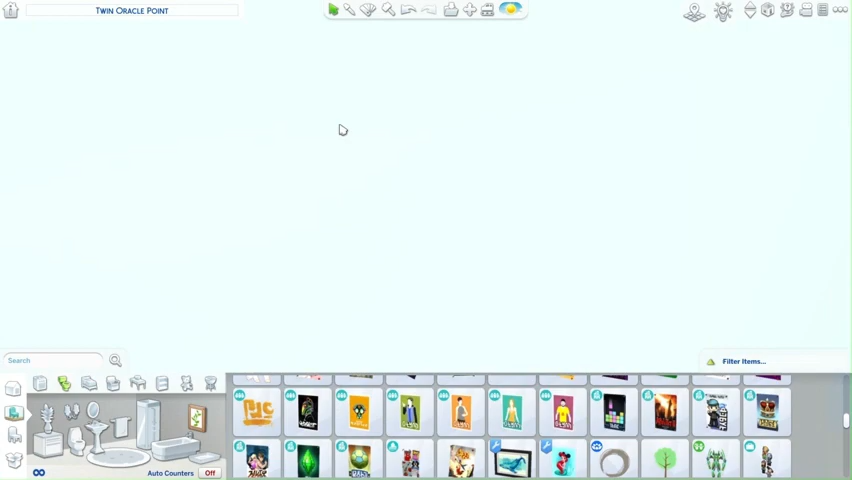 TWIN ORACLE POINT
Search
Filter Items...
Auto Counters
Off